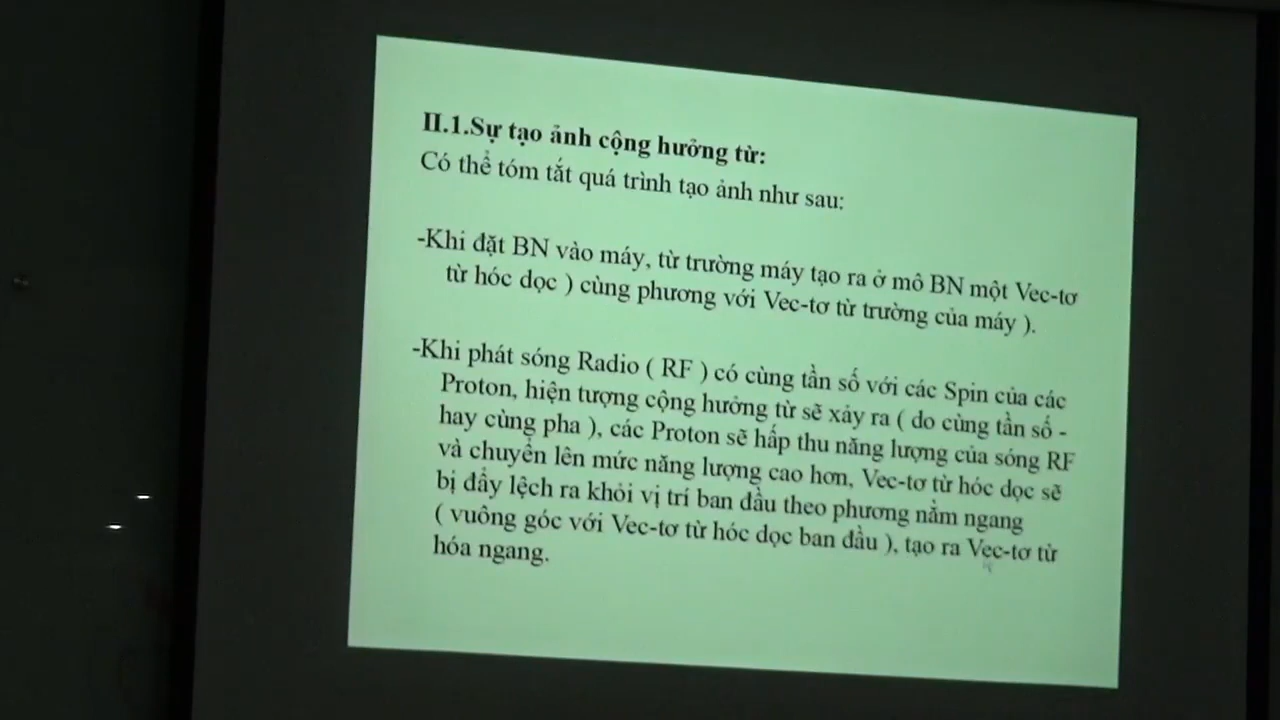 II.1.Sự tạo ảnh cộng hưởng từ:
Có thể tóm tắt quá trình tạo ảnh như sau:
-Khi đặt BN vào máy, từ trường máy tạo ra ở mô BN một Vec-tơ
từ hóc dọc ) cùng phương với Vec-tơ từ trường của máy ).
-Khi phát sóng Radio ( RF ) có cùng tần số với các Spin của các
Proton, hiện tượng cộng hưởng từ sẽ xảy ra ( do cùng tần số -
hay cùng pha ), các Proton sẽ hấp thu năng lượng của sóng RF
và chuyển lên mức năng lượng cao hơn, Vec-tơ từ hóc dọc sẽ
bị đẩy lệch ra khỏi vị trí ban đầu theo phương nằm ngang
( vuông góc với Vec-tơ từ hóc dọc ban đầu ), tạo ra Vec-tơ từ
hóa ngang.